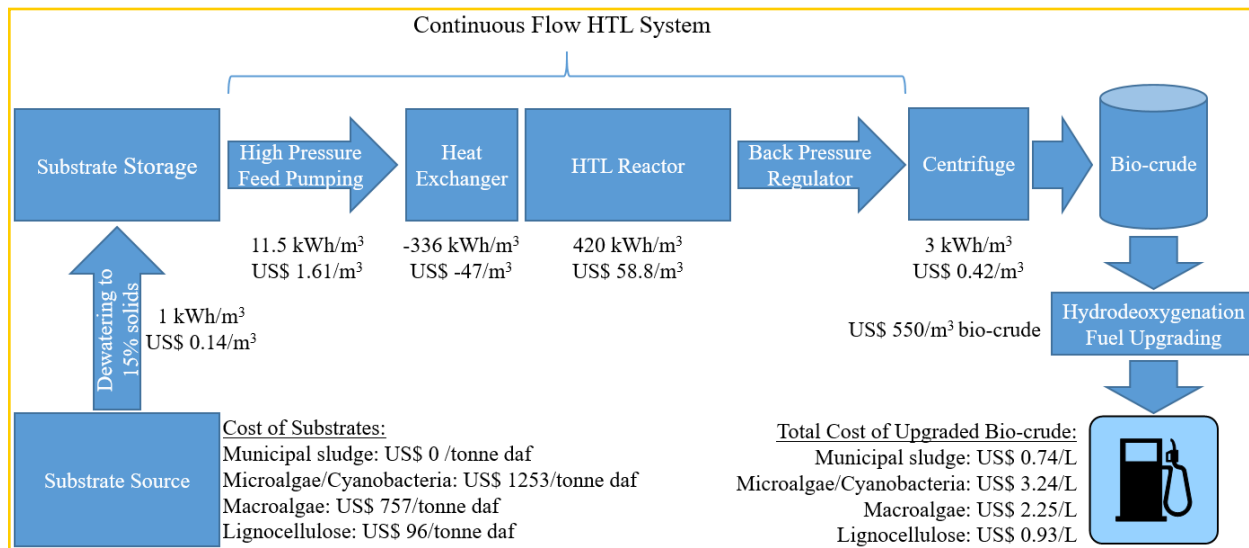 Continuous Flow HTL System
Substrate Storage
High Pressure
Feed Pumping
Heat
Exchanger
HTL Reactor
Back Pressure
Regulator
Centrifuge
Bio-crude
11.5 kWh/m³
US$ 1.61/m³
-336 kWh/m³
US$ -47/m³
420 kWh/m³
US$ 58.8/m³
3 kWh/m³
US$ 0.42/m³
Dewatering to
15% solids
1 kWh/m³
US$ 0.14/m³
US$ 550/m³ bio-crude
Hydrodeoxygenation
Fuel Upgrading
Substrate Source
Cost of Substrates:
Municipal sludge: US$ 0 /tonne daf
Microalgae/Cyanobacteria: US$ 1253/tonne daf
Macroalgae: US$ 757/tonne daf
Lignocellulose: US$ 96/tonne daf
Total Cost of Upgraded Bio-crude:
Municipal sludge: US$ 0.74/L
Microalgae/Cyanobacteria: US$ 3.24/L
Macroalgae: US$ 2.25/L
Lignocellulose: US$ 0.93/L